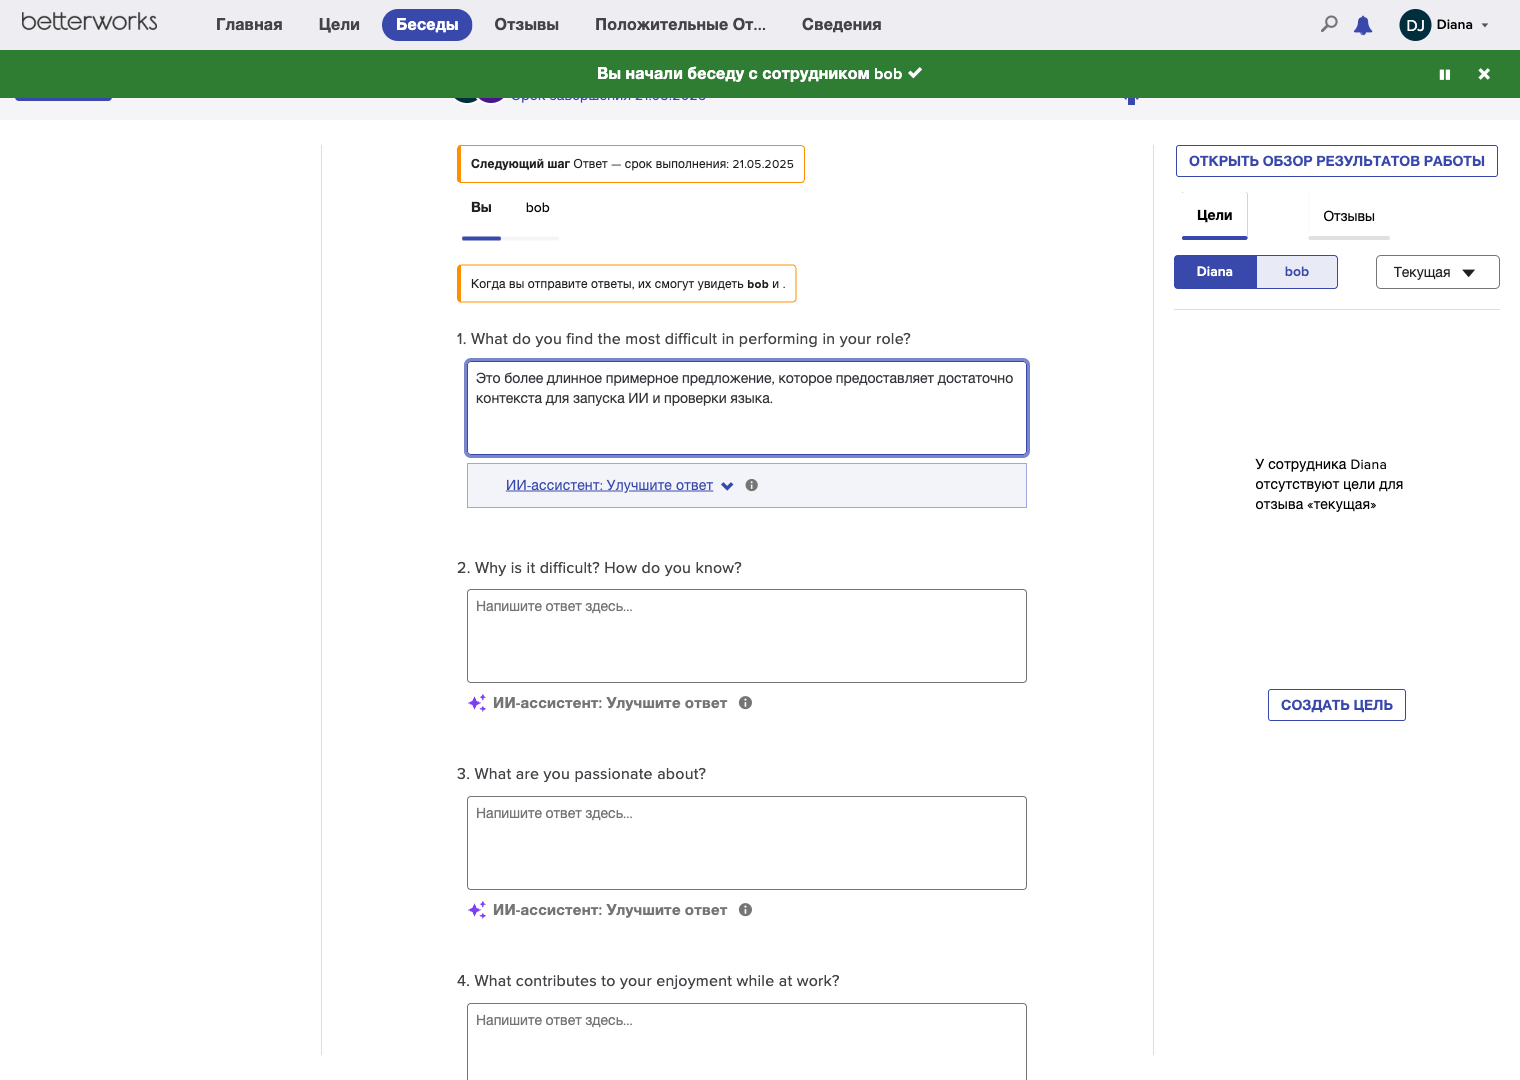 betterworks
Главная
Цели
Беседы
Отзывы
Положительные От...
Сведения
DJ
Diana
Вы начали беседу с сотрудником bob
Срок завершения 21.05.2025
Следующий шаг Ответ — срок выполнения: 21.05.2025
Вы
bob
Когда вы отправите ответы, их смогут увидеть bob и .
1. What do you find the most difficult in performing in your role?
Это более длинное примерное предложение, которое предоставляет достаточно
контекста для запуска ИИ и проверки языка.
ИИ-ассистент: Улучшите ответ
2. Why is it difficult? How do you know?
Напишите ответ здесь...
ИИ-ассистент: Улучшите ответ
3. What are you passionate about?
Напишите ответ здесь...
ИИ-ассистент: Улучшите ответ
4. What contributes to your enjoyment while at work?
Напишите ответ здесь...
ОТКРЫТЬ ОБЗОР РЕЗУЛЬТАТОВ РАБОТЫ
Цели
Отзывы
Diana
bob
Текущая
У сотрудника Diana
отсутствуют цели для
отзыва «текущая»
СОЗДАТЬ ЦЕЛЬ